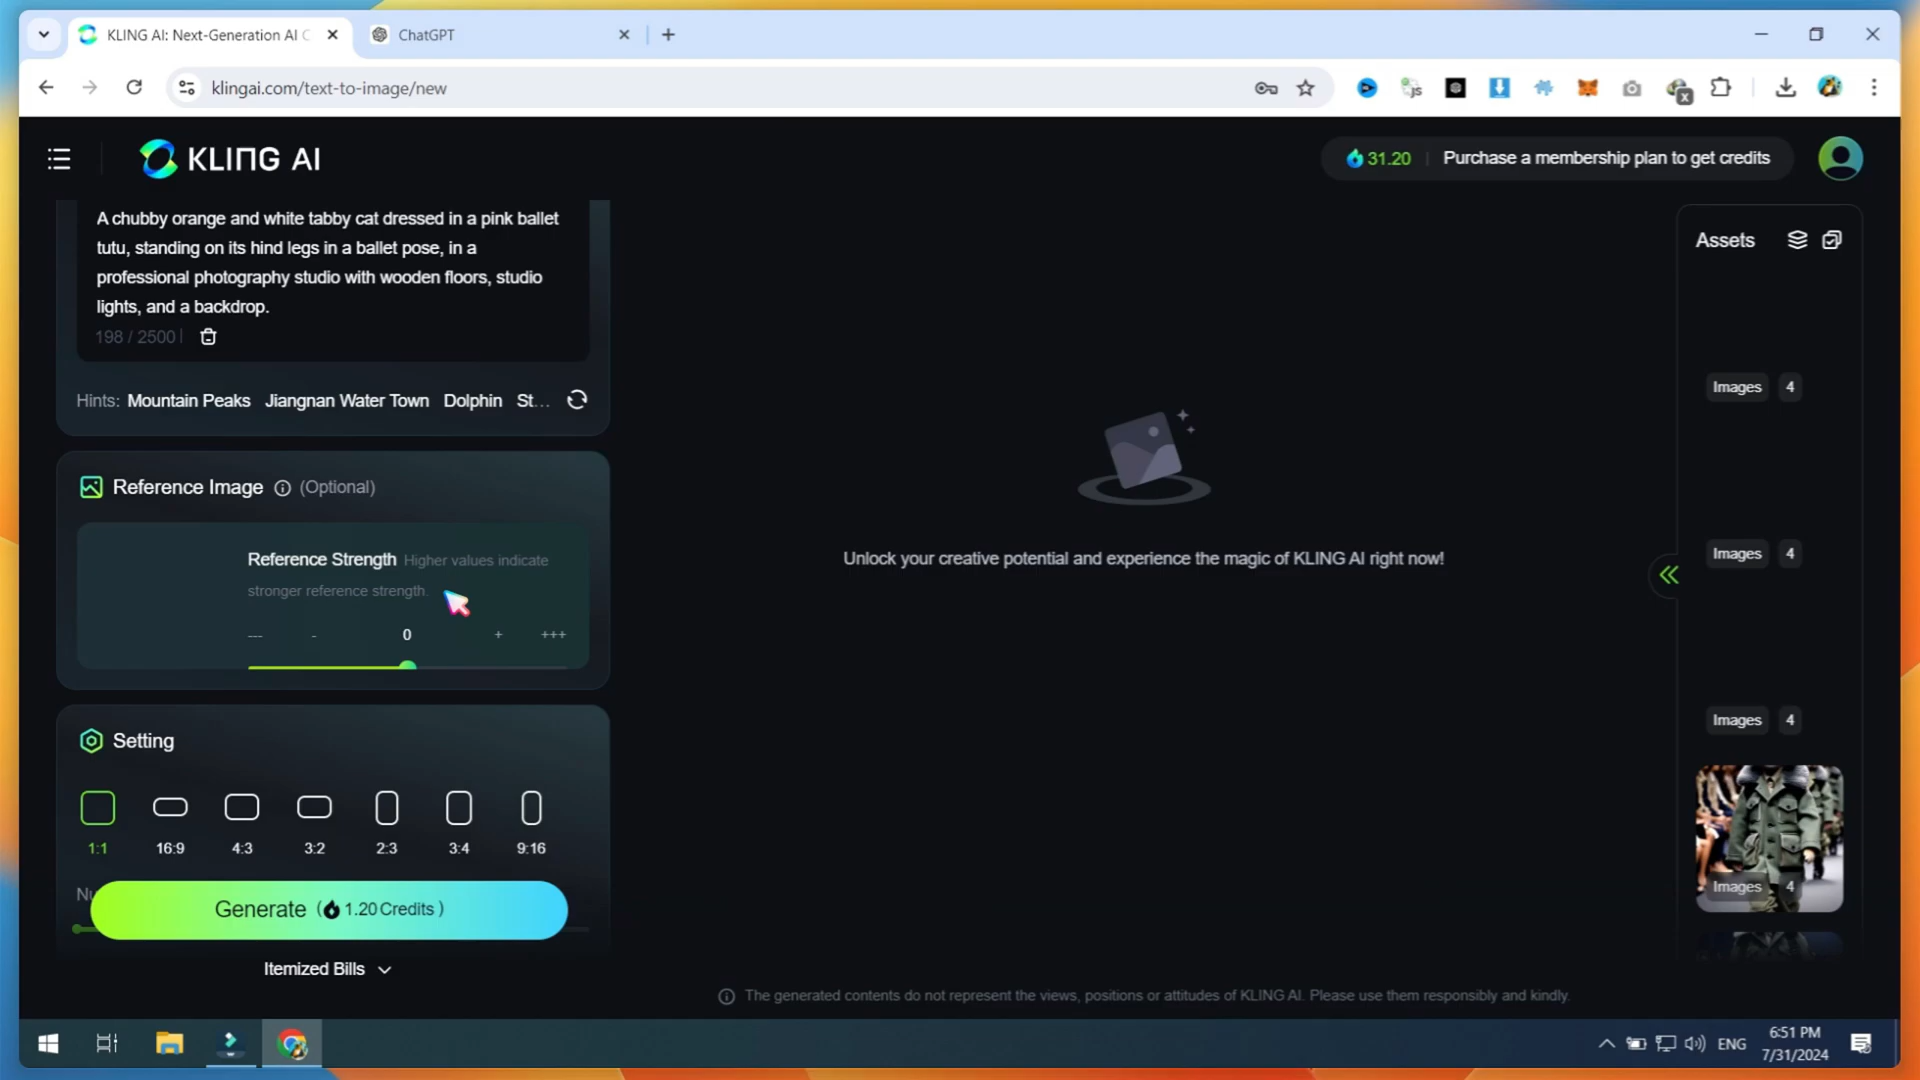 KLING AI: Next-Generation AI C
ChatGPT
klingai.com/text-to-image/new
KLING AI
31.20
Purchase a membership plan to get credits
A chubby orange and white tabby cat dressed in a pink ballet
tutu, standing on its hind legs in a ballet pose, in a
professional photography studio with wooden floors, studio
lights, and a backdrop.
198 / 2500
Hints: Mountain Peaks Jiangnan Water Town Dolphin St...
Reference Image (Optional)
Reference Strength Higher values indicate
stronger reference strength.
--- - 0 + +++
Setting
1:1 16:9 4:3 3:2 2:3 3:4 9:16
Nu
Generate (1.20 Credits)
Itemized Bills
Unlock your creative potential and experience the magic of KLING AI right now!
The generated contents do not represent the views, positions or attitudes of KLING AI. Please use them responsibly and kindly.
Assets
Images 4
Images 4
Images 4
Images 4
ENG
6:51 PM
7/31/2024